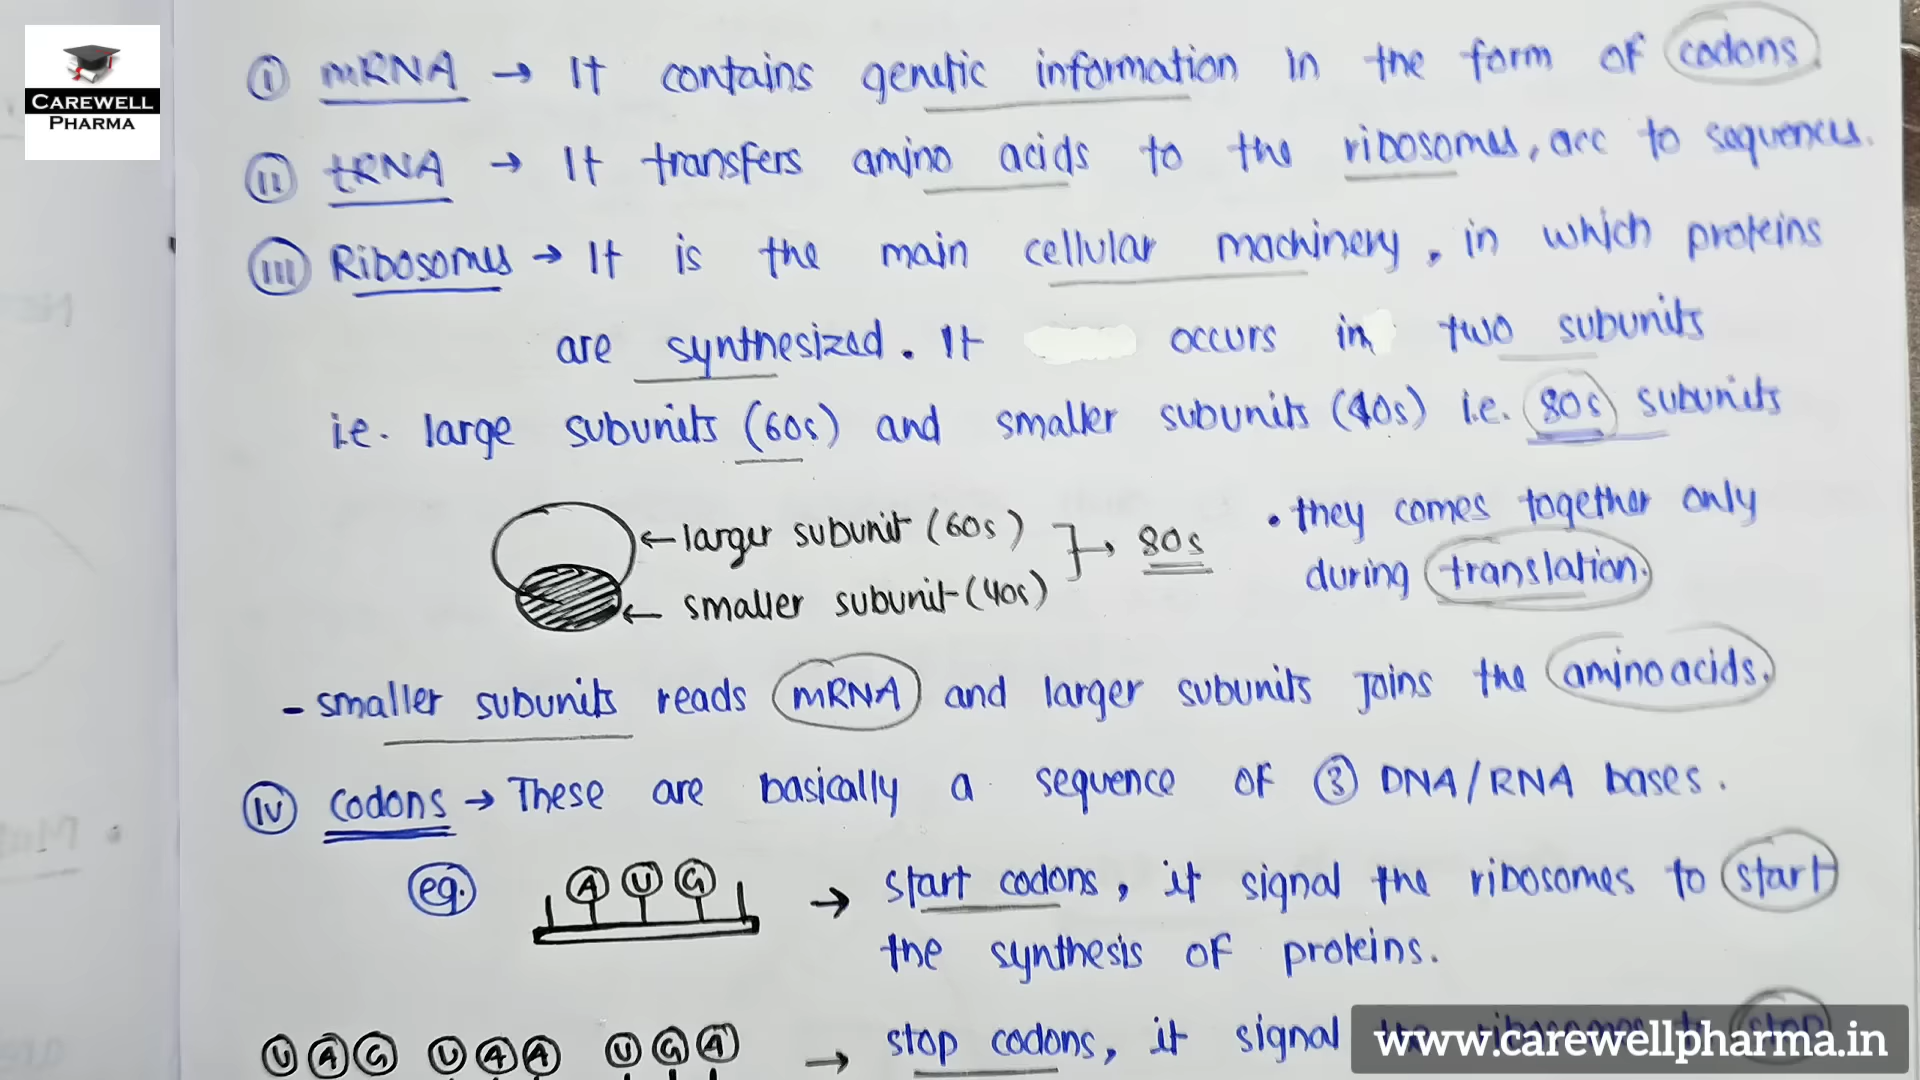 CAREWELL
PHARMA
(i) mRNA → It contains genetic information in the form of codons.
(ii) tRNA → It transfers amino acids to the ribosomes, acc to sequences.
(iii) Ribosomes → It is the main cellular machinery, in which proteins
are synthesized. It occurs in two subunits
i.e. large subunits (60s) and smaller subunits (40s) i.e. 80s subunits
← larger subunit (60s) ] → 80s
← smaller subunit (40s)
• they comes together only
during translation.
- smaller subunits reads mRNA and larger subunits joins the amino acids.
(iv) Codons → These are basically a sequence of 3 DNA/RNA bases.
eg. A U G → start codons, it signal the ribosomes to start
the synthesis of proteins.
U A G U A A U G A → stop codons, it signal the ribosomes to stop
www.carewellpharma.in